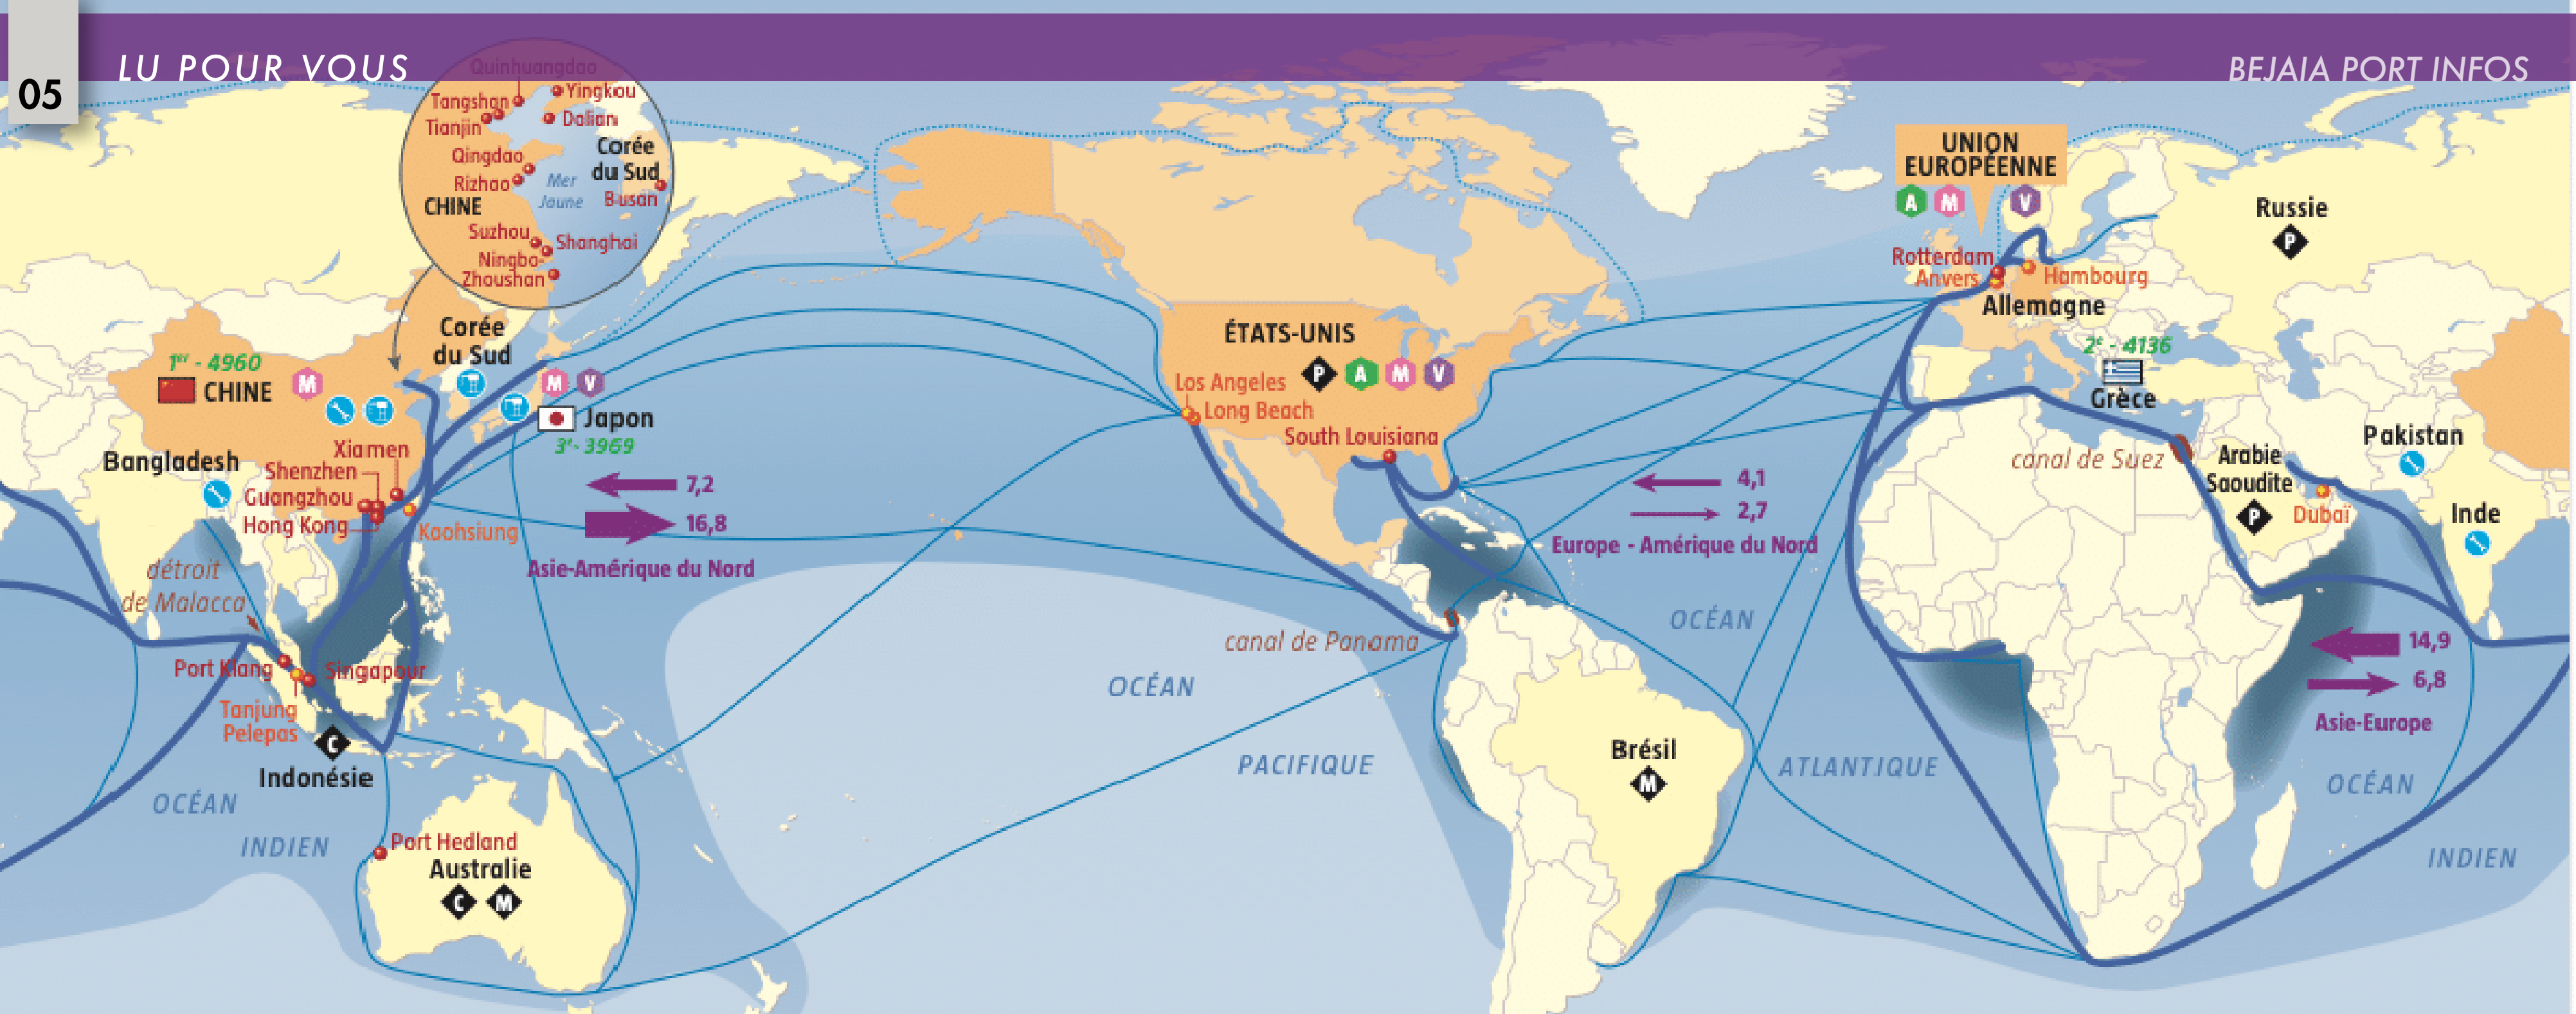 05
LU POUR VOUS
BEJAIA PORT INFOS
Quinhuangdao
Tangshan
Yingkou
Tianjin
Dalian
Qingdao
Corée
du Sud
Rizhao
Mer
Jaune
Busan
CHINE
Suzhou
Shanghai
Ningbo-
Zhoushan
Corée
du Sud
1er - 4960
CHINE
M
M V
Japon
3e - 3969
Bangladesh
Xiamen
Shenzhen
Guangzhou
Hong Kong
Kaohsiung
7,2
16,8
Asie-Amérique du Nord
détroit
de Malacca
Port Klang
Singapour
Tanjung
Pelepas
C
Indonésie
OCÉAN
INDIEN
Port Hedland
Australie
C M
OCÉAN
PACIFIQUE
ÉTATS-UNIS
P A M V
Los Angeles
Long Beach
South Louisiana
canal de Panama
4,1
2,7
Europe - Amérique du Nord
OCÉAN
ATLANTIQUE
Brésil
M
UNION
EUROPÉENNE
A M V
Rotterdam
Anvers
Hambourg
Allemagne
Russie
P
2e - 4136
Grèce
canal de Suez
Arabie
Saoudite
P
Dubaï
Pakistan
Inde
14,9
6,8
Asie-Europe
OCÉAN
INDIEN